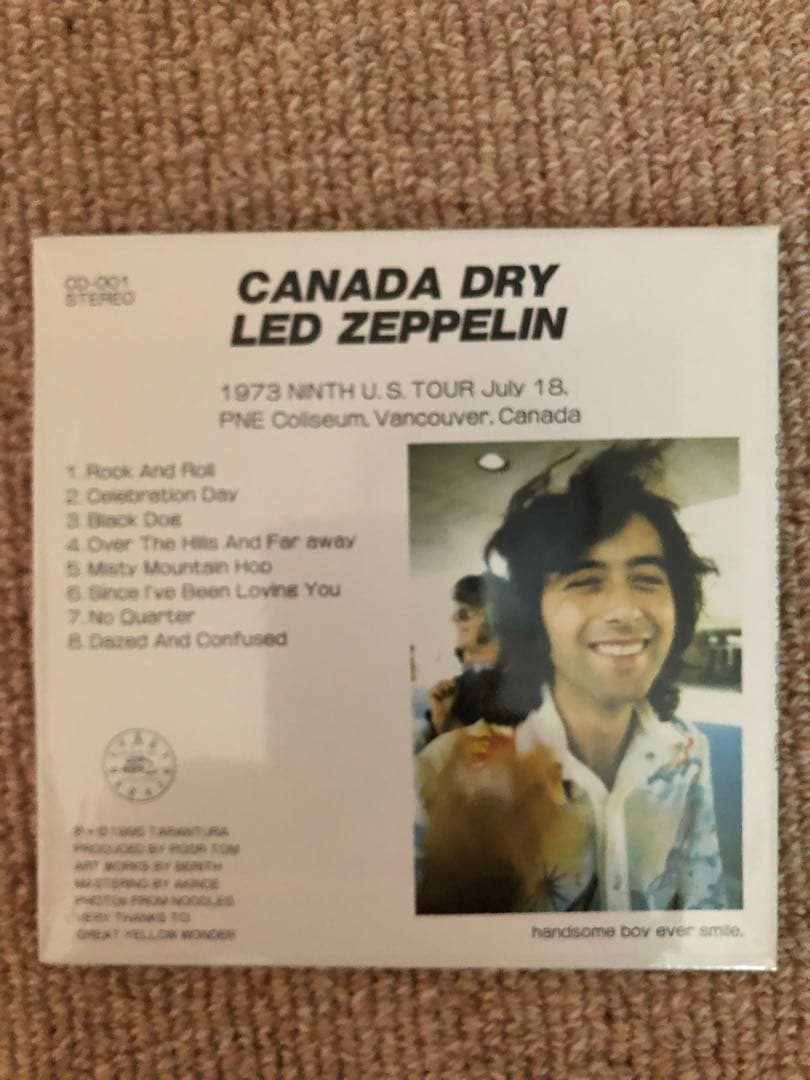 CD-001
STEREO
CANADA DRY
LED ZEPPELIN
1973 NINTH U.S. TOUR July 18.
PNE Coliseum, Vancouver, Canada
1 Rock And Roll
2 Celebration Day
3 Black Dog
4 Over The Hills And Far away
5 Misty Mountain Hop
6 Since I've Been Loving You
7 No Quarter
8 Dazed And Confused
TARANTURA
PRODUCED BY POOR TOM
ART WORKS BY
MASTERING BY
PHOTOs FROM NOODLES
VERY THANKS TO
GREAT YELLOW WONDER
handsome boy ever smile.